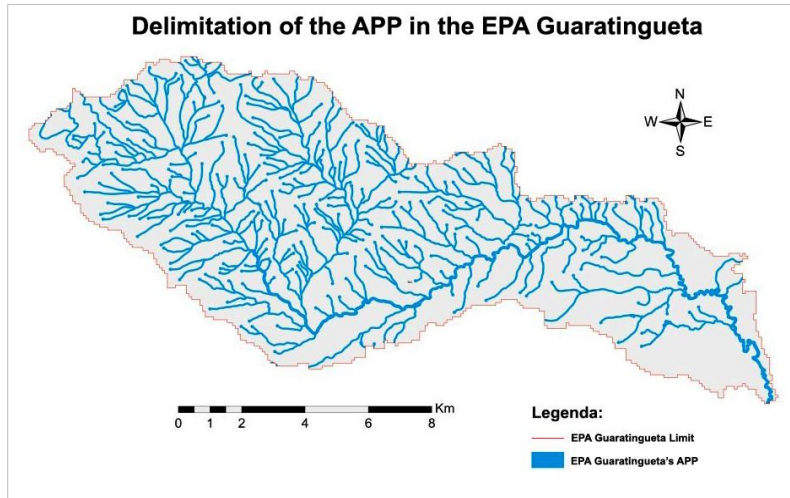 Delimitation of the APP in the EPA Guaratingueta
N
W E
S
Km
0 1 2 4 6 8
Legenda:
EPA Guaratingueta Limit
EPA Guaratingueta's APP